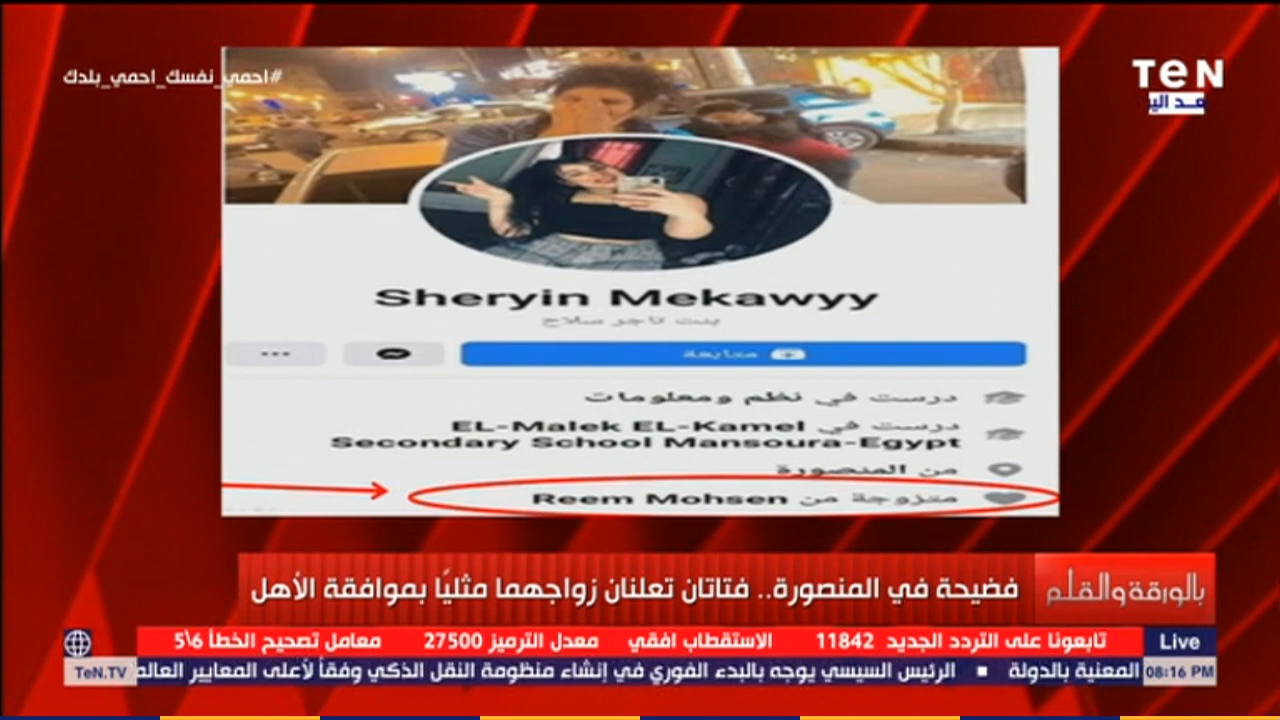 #احمي_نفسك_احمي_بلدك
TeN
Sheryin Mekawyy
بنت تاجر سلاح
متابعة
درست في نظم ومعلومات
درست في EL-Malek EL-Kamel
Secondary School Mansoura-Egypt
من المنصورة
متزوجة من Reem Mohsen
بالورقة والقلم
فضيحة في المنصورة.. فتاتان تعلنان زواجهما مثليًا بموافقة الأهل
Live
تابعونا على التردد الجديد 11842 الاستقطاب افقي معدل الترميز 27500 معامل تصحيح الخطأ 5\6
08:16 PM
المعنية بالدولة ■ الرئيس السيسي يوجه بالبدء الفوري في إنشاء منظومة النقل الذكي وفقاً لأعلى المعايير
TeN.TV